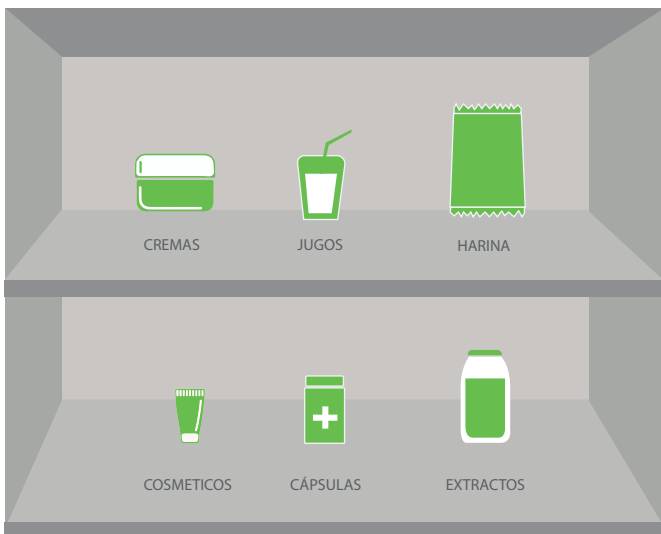 CREMAS
JUGOS
HARINA
COSMETICOS
CÁPSULAS
EXTRACTOS